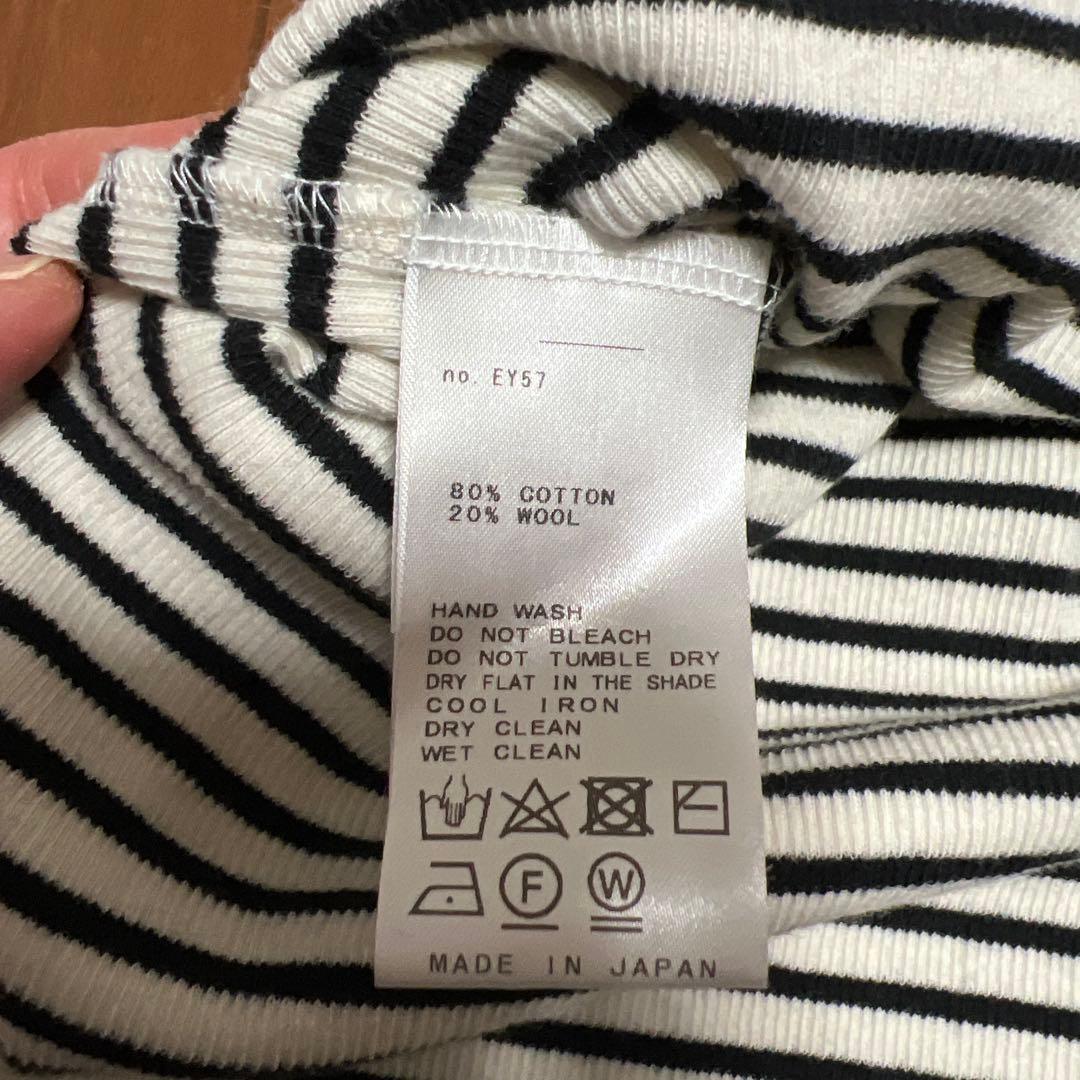 no. EY57
80% COTTON
20% WOOL
HAND WASH
DO NOT BLEACH
DO NOT TUMBLE DRY
DRY FLAT IN THE SHADE
COOL IRON
DRY CLEAN
WET CLEAN
F W
MADE IN JAPAN